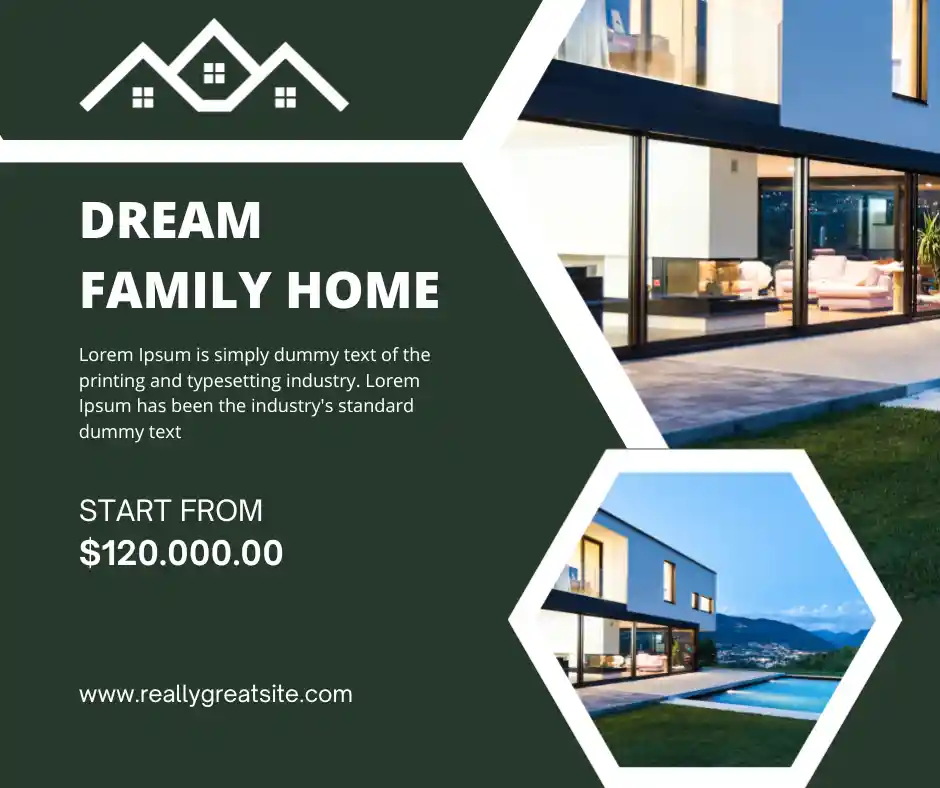 DREAM
FAMILY HOME
Lorem Ipsum is simply dummy text of the
printing and typesetting industry. Lorem
Ipsum has been the industry's standard
dummy text
START FROM
$120.000.00
www.reallygreatsite.com